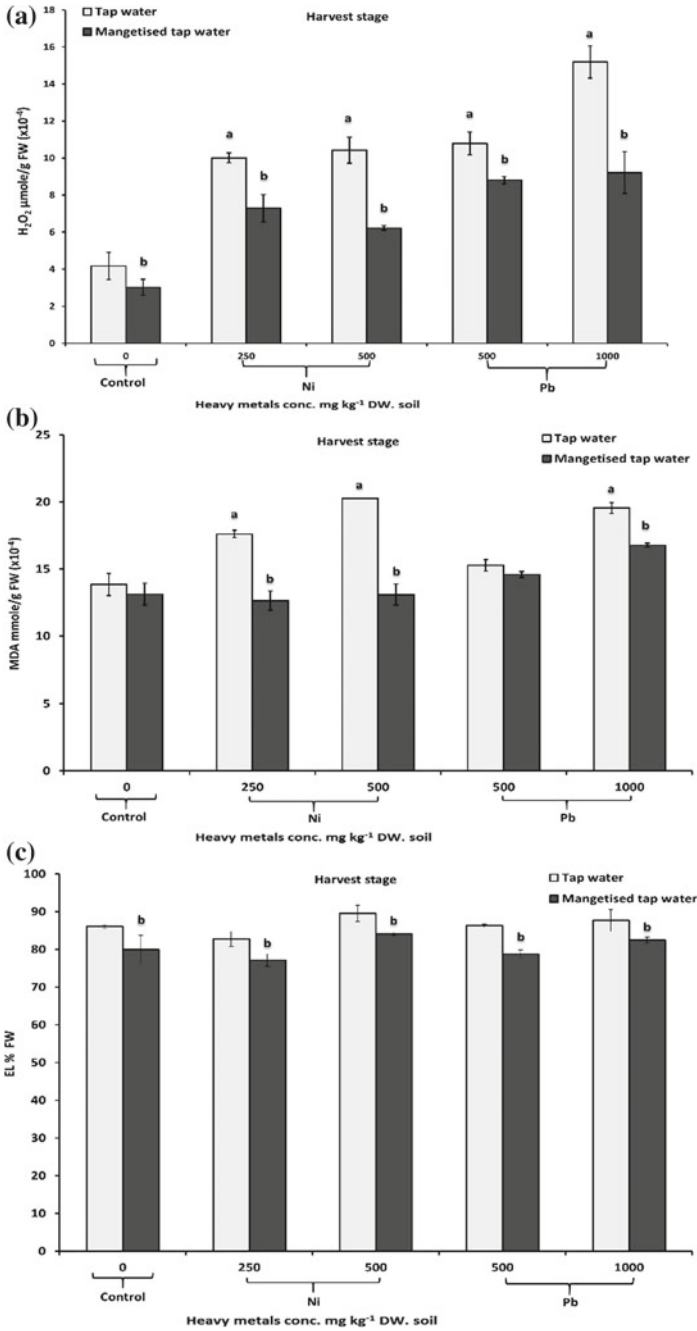 (a)
Tap water
Mangetised tap water
Harvest stage
H₂O₂ µmole/g FW (x10⁻⁴)
18
16
14
12
10
8
6
4
2
0
b
a
b
a
b
a
b
a
b
0
250
500
500
1000
Control
Ni
Pb
Heavy metals conc. mg kg⁻¹ DW. soil
(b)
Harvest stage
Tap water
Mangetised tap water
MDA mmole/g FW (x10⁻⁴)
25
20
15
10
5
0
a
b
a
b
a
b
0
250
500
500
1000
Control
Ni
Pb
Heavy metals conc. mg kg⁻¹ DW. soil
(c)
Harvest stage
Tap water
Mangetised tap water
EL % FW
100
90
80
70
60
50
40
30
20
10
0
b
b
b
b
b
0
250
500
500
1000
Control
Ni
Pb
Heavy metals conc. mg kg⁻¹ DW. soil